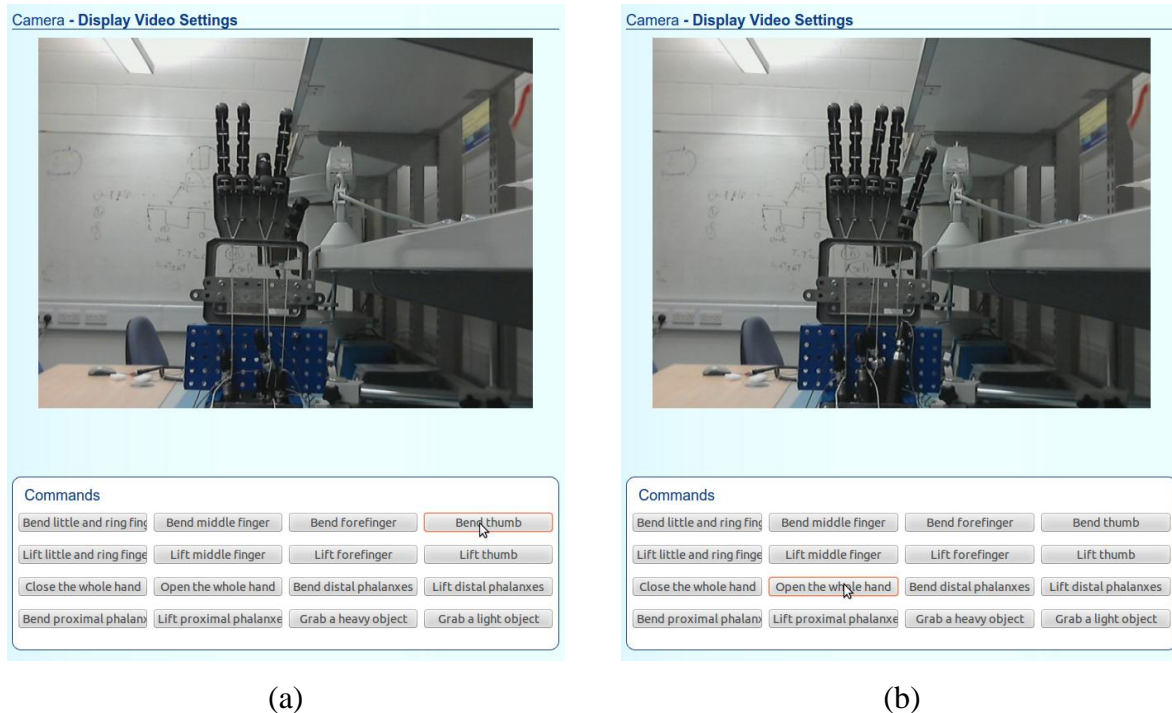 Camera - Display Video Settings
Commands
Bend little and ring fing
Bend middle finger
Bend forefinger
Bend thumb
Lift little and ring finge
Lift middle finger
Lift forefinger
Lift thumb
Close the whole hand
Open the whole hand
Bend distal phalanxes
Lift distal phalanxes
Bend proximal phalanx
Lift proximal phalanxe
Grab a heavy object
Grab a light object
(a)
Camera - Display Video Settings
Commands
Bend little and ring fing
Bend middle finger
Bend forefinger
Bend thumb
Lift little and ring finge
Lift middle finger
Lift forefinger
Lift thumb
Close the whole hand
Open the whole hand
Bend distal phalanxes
Lift distal phalanxes
Bend proximal phalanx
Lift proximal phalanxe
Grab a heavy object
Grab a light object
(b)